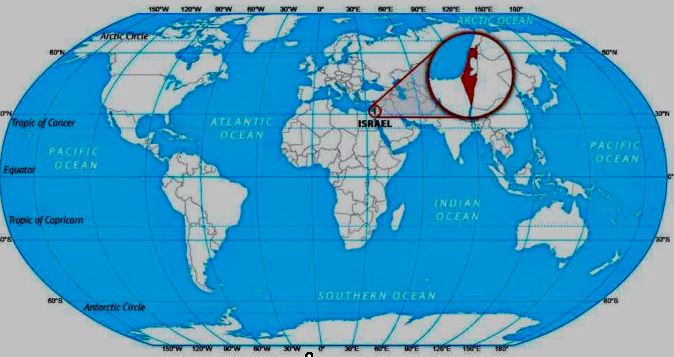 150°W 120°W 90°W 60°W 30°W 0° 30°E 60°E 90°E 120°E 150°E 180°
ARCTIC OCEAN
Arctic Circle
60°N 60°N
30°N
Tropic of Cancer
ISRAEL
ATLANTIC
OCEAN
PACIFIC
OCEAN
PACIFIC
OCEAN
Equator 0°
INDIAN
OCEAN
Tropic of Capricorn
30°S
SOUTHERN OCEAN
60°S 60°S
Antarctic Circle
150°W 120°W 90°W 60°W 30°W 0° 30°E 60°E 90°E 120°E 150°E 180°